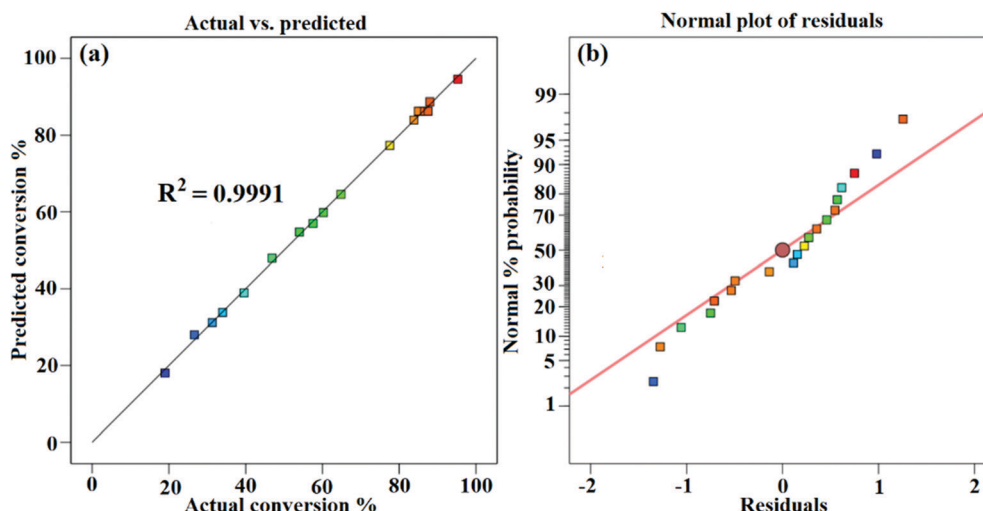 Actual vs. predicted
(a)
R² = 0.9991
Predicted conversion %
100
80
60
40
20
0
0 20 40 60 80 100
Actual conversion %
Normal plot of residuals
(b)
Normal % probability
99
95
90
80
70
50
30
20
10
5
1
-2 -1 0 1 2
Residuals